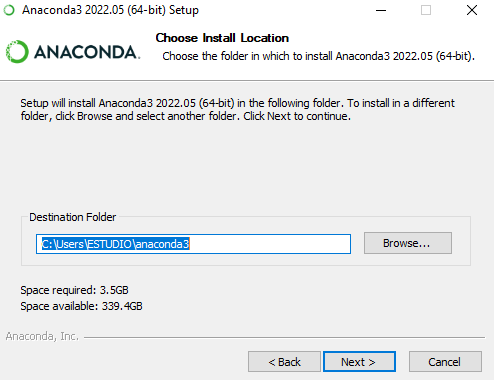 Anaconda3 2022.05 (64-bit) Setup
ANACONDA.
Choose Install Location
Choose the folder in which to install Anaconda3 2022.05 (64-bit).
Setup will install Anaconda3 2022.05 (64-bit) in the following folder. To install in a different
folder, click Browse and select another folder. Click Next to continue.
Destination Folder
C:\Users\ESTUDIO\anaconda3
Browse...
Space required: 3.5GB
Space available: 339.4GB
Anaconda, Inc.
< Back
Next >
Cancel